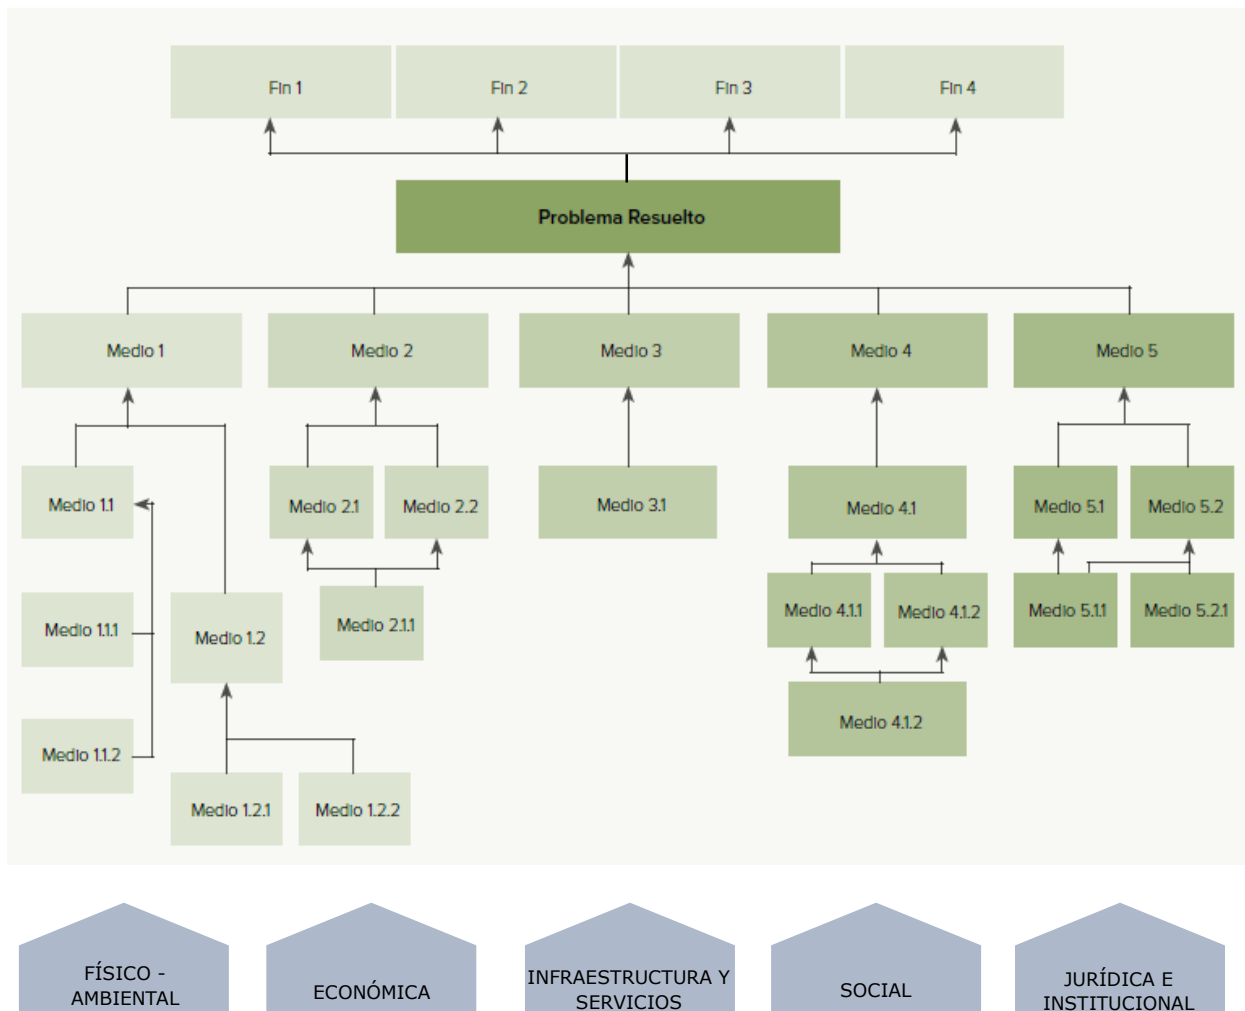 Fin 1
Fin 2
Fin 3
Fin 4
Problema Resuelto
Medio 1
Medio 2
Medio 3
Medio 4
Medio 5
Medio 1.1
Medio 2.1
Medio 2.2
Medio 3.1
Medio 4.1
Medio 5.1
Medio 5.2
Medio 1.1.1
Medio 1.2
Medio 2.1.1
Medio 4.1.1
Medio 4.1.2
Medio 5.1.1
Medio 5.2.1
Medio 1.1.2
Medio 4.1.2
Medio 1.2.1
Medio 1.2.2
FÍSICO -
AMBIENTAL
ECONÓMICA
INFRAESTRUCTURA Y
SERVICIOS
SOCIAL
JURÍDICA E
INSTITUCIONAL